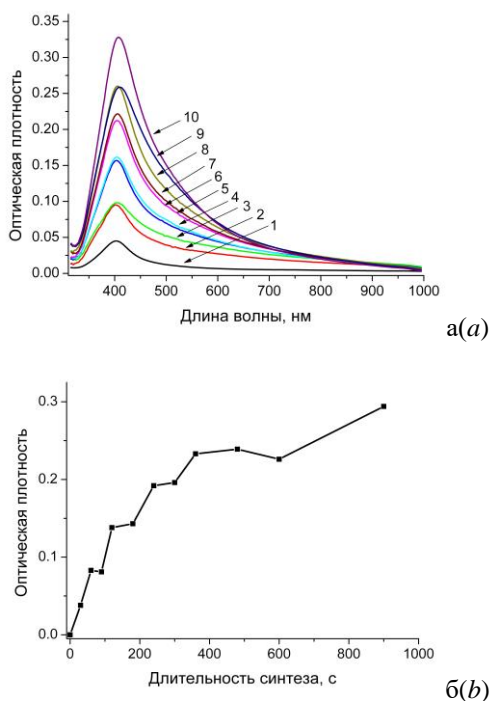 0.35
0.30
0.25
0.20
0.15
0.10
0.05
0.00
Оптическая плотность
10
9
8
7
6
5
4
3
2
1
400 500 600 700 800 900 1000
Длина волны, нм
а(a)
0.3
0.2
0.1
0.0
Оптическая плотность
0 200 400 600 800 1000
Длительность синтеза, с
б(b)